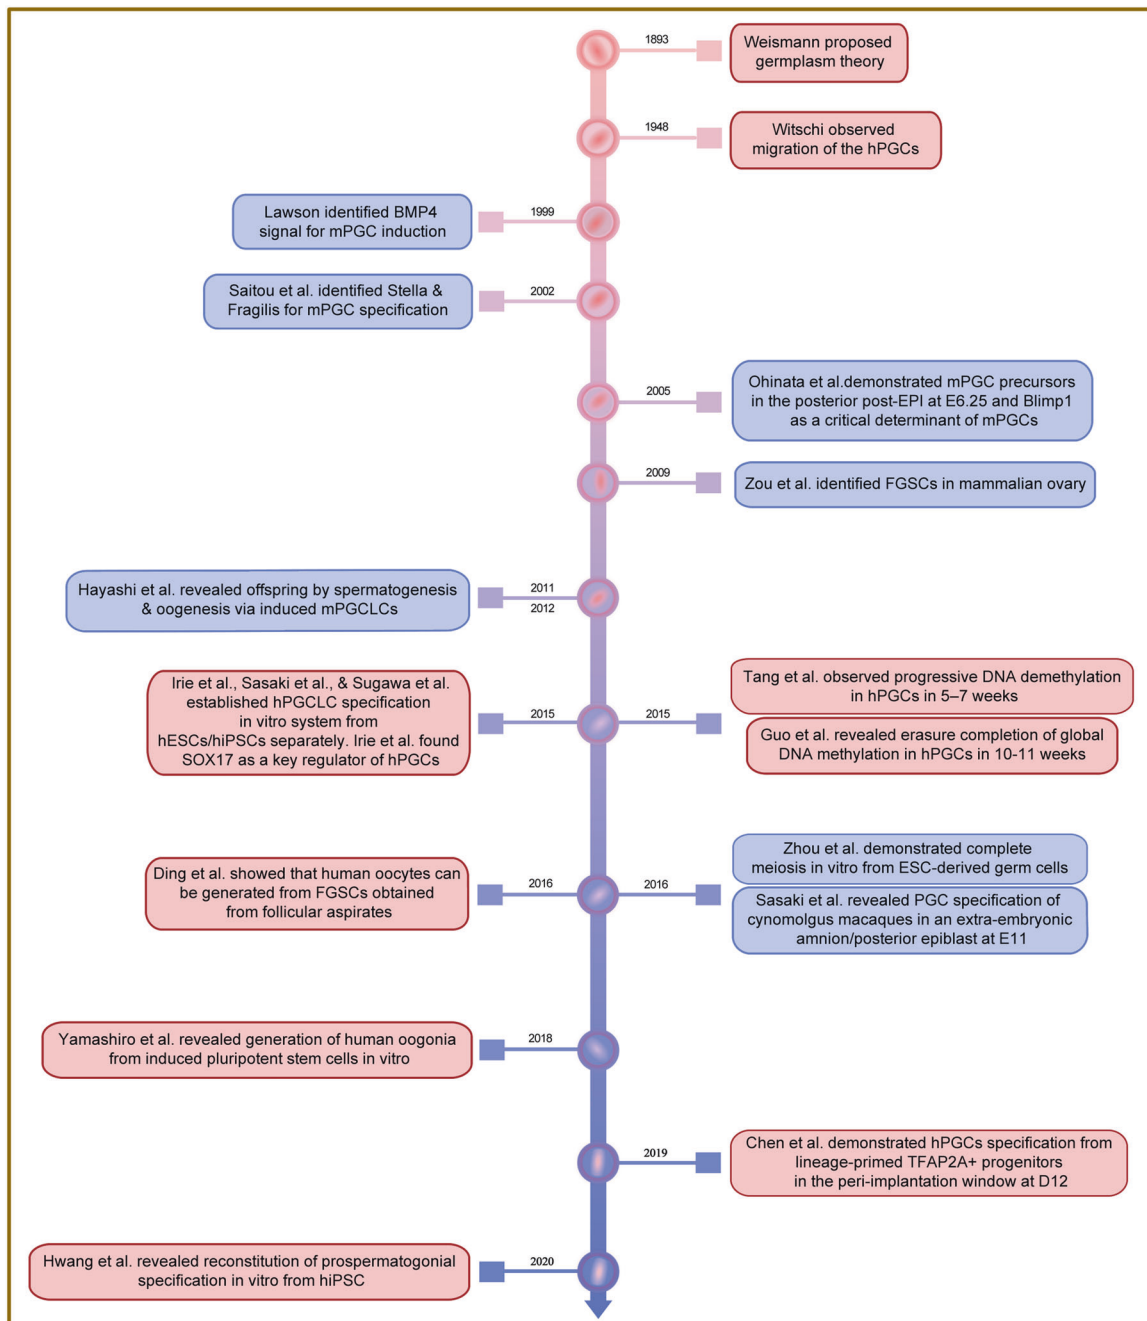 1893
Weismann proposed
germplasm theory
1948
Witschi observed
migration of the hPGCs
Lawson identified BMP4
signal for mPGC induction
1999
Saitou et al. identified Stella &
Fragilis for mPGC specification
2002
2005
Ohinata et al.demonstrated mPGC precursors
in the posterior post-EPI at E6.25 and Blimp1
as a critical determinant of mPGCs
2009
Zou et al. identified FGSCs in mammalian ovary
Hayashi et al. revealed offspring by spermatogenesis
& oogenesis via induced mPGCLCs
2011
2012
Irie et al., Sasaki et al., & Sugawa et al.
established hPGCLC specification
in vitro system from
hESCs/hiPSCs separately. Irie et al. found
SOX17 as a key regulator of hPGCs
2015
2015
Tang et al. observed progressive DNA demethylation
in hPGCs in 5–7 weeks
Guo et al. revealed erasure completion of global
DNA methylation in hPGCs in 10-11 weeks
Ding et al. showed that human oocytes can
be generated from FGSCs obtained
from follicular aspirates
2016
2016
Zhou et al. demonstrated complete
meiosis in vitro from ESC-derived germ cells
Sasaki et al. revealed PGC specification of
cynomolgus macaques in an extra-embryonic
amnion/posterior epiblast at E11
Yamashiro et al. revealed generation of human oogonia
from induced pluripotent stem cells in vitro
2018
2019
Chen et al. demonstrated hPGCs specification from
lineage-primed TFAP2A+ progenitors
in the peri-implantation window at D12
Hwang et al. revealed reconstitution of prospermatogonial
specification in vitro from hiPSC
2020